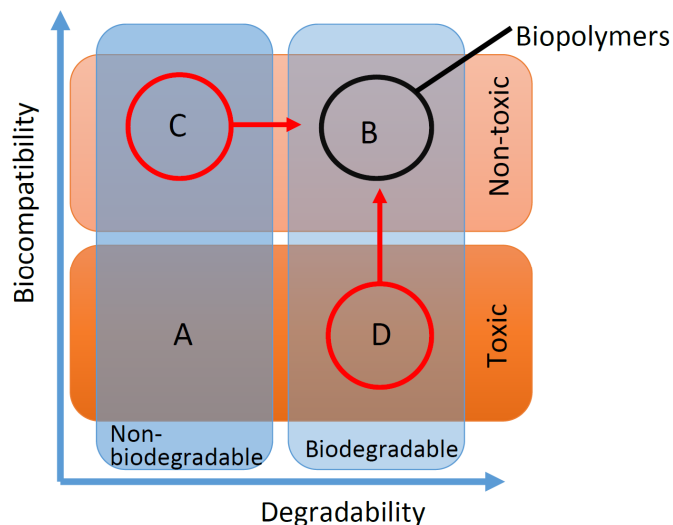 Biopolymers
C
B
Non-toxic
Biocompatibility
A
D
Toxic
Non-
biodegradable
Biodegradable
Degradability